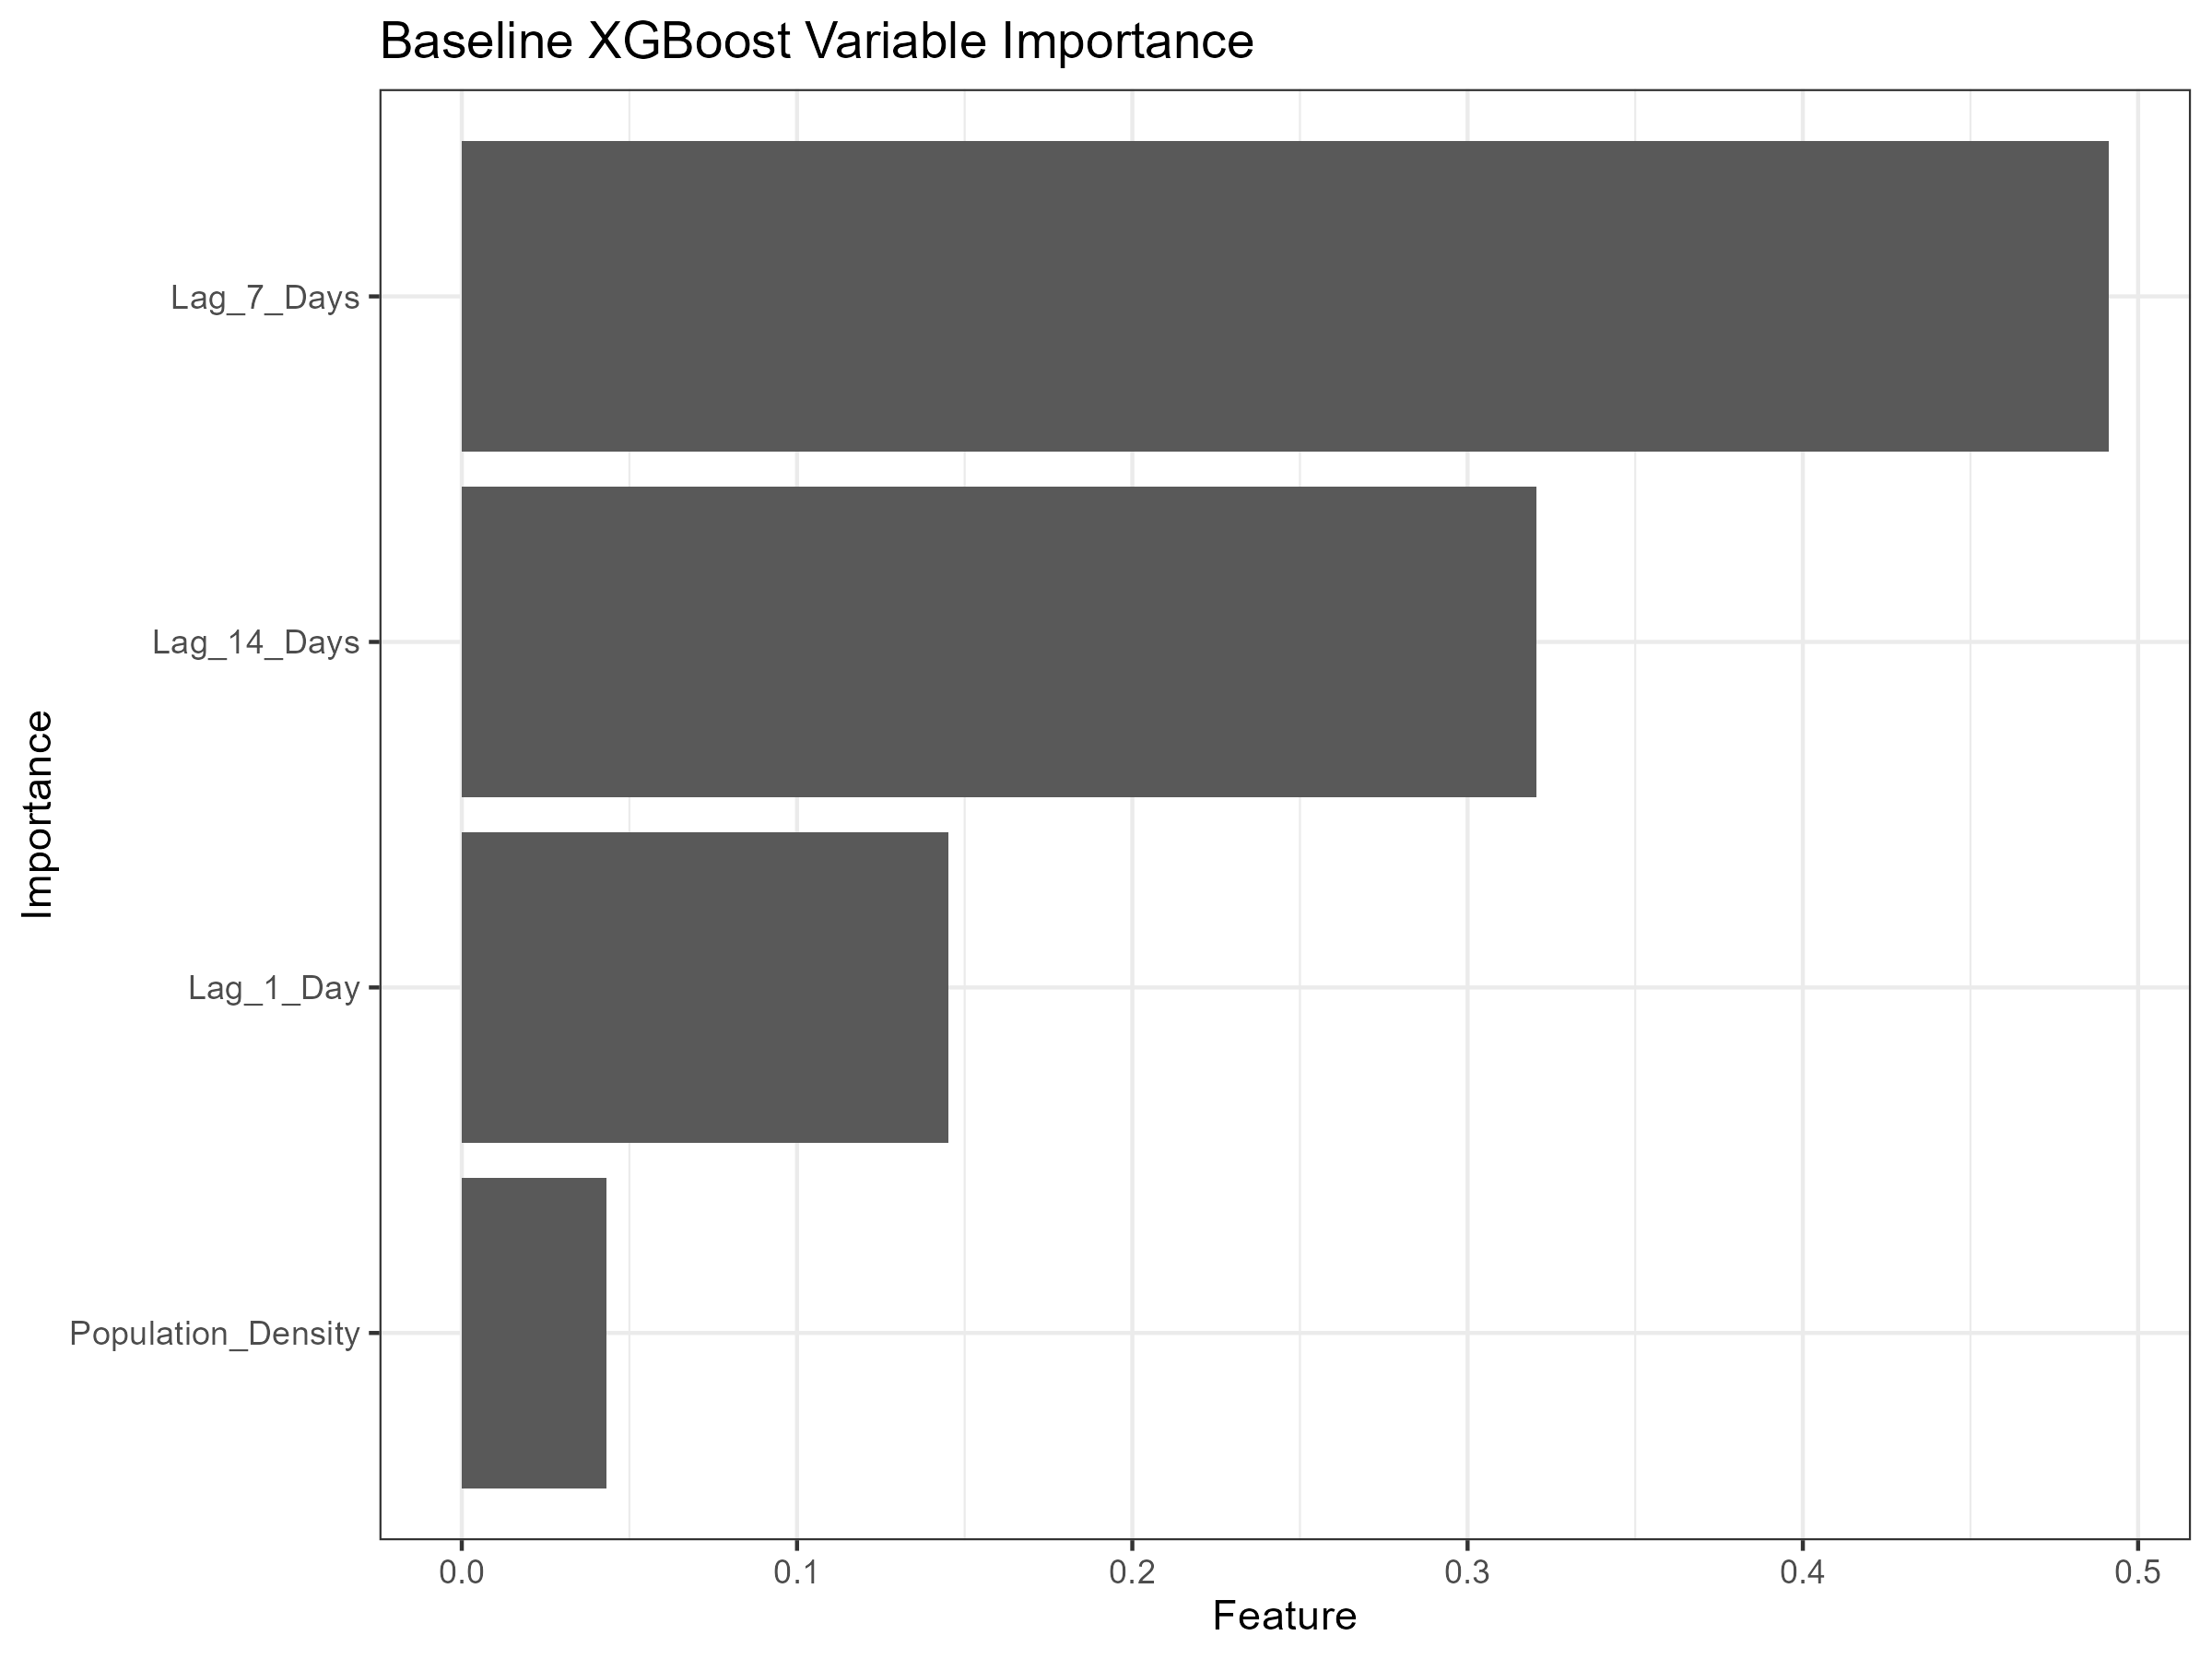 Baseline XGBoost Variable Importance
Importance
Lag_7_Days
Lag_14_Days
Lag_1_Day
Population_Density
0.0 0.1 0.2 0.3 0.4 0.5
Feature